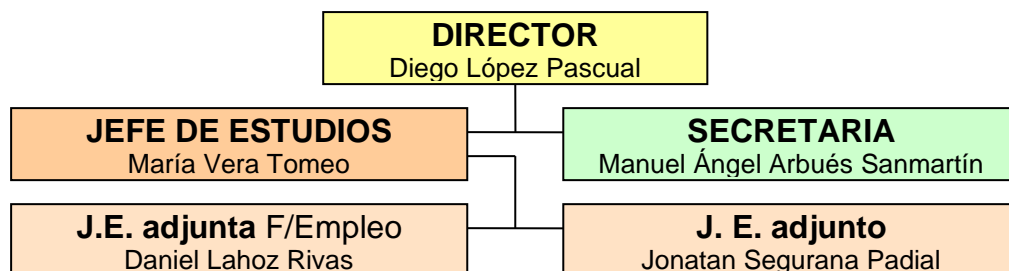 DIRECTOR
Diego López Pascual
JEFE DE ESTUDIOS
María Vera Tomeo
SECRETARIA
Manuel Ángel Arbués Sanmartín
J.E. adjunta F/Empleo
Daniel Lahoz Rivas
J. E. adjunto
Jonatan Segurana Padial